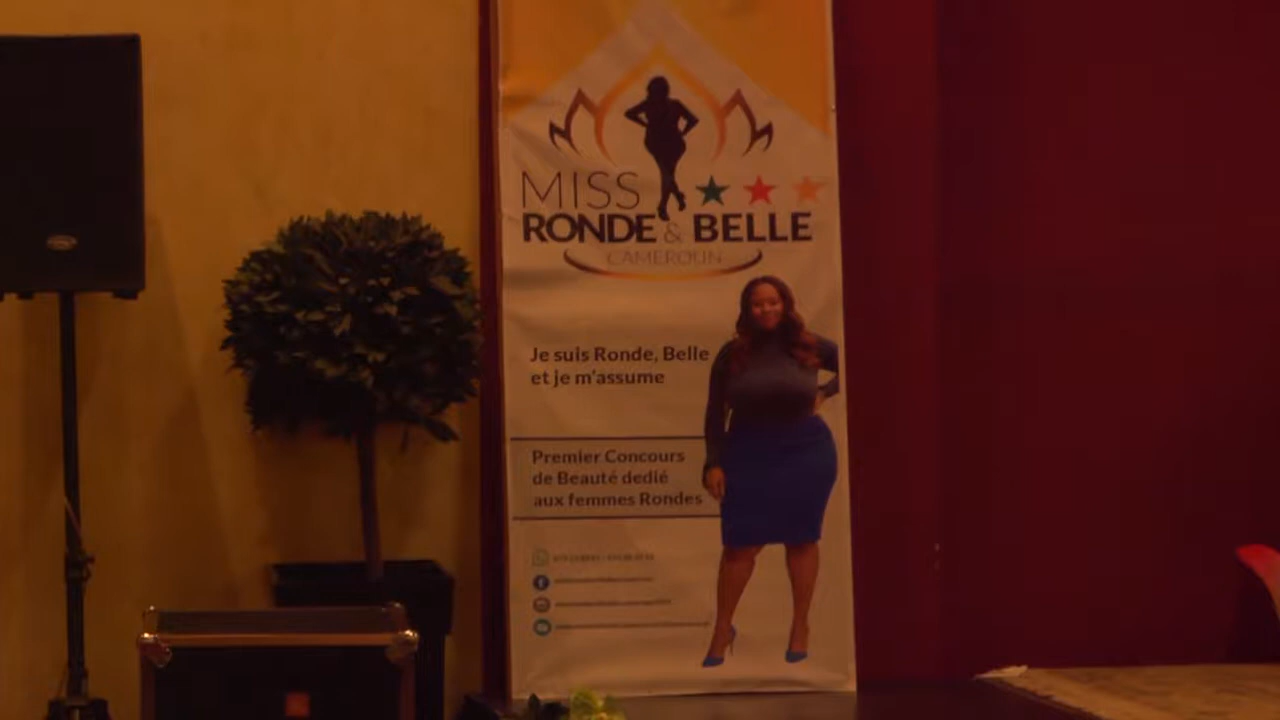 MISS
RONDE & BELLE
CAMEROUN
Je suis Ronde, Belle
et je m'assume
Premier Concours
de Beauté dedié
aux femmes Rondes